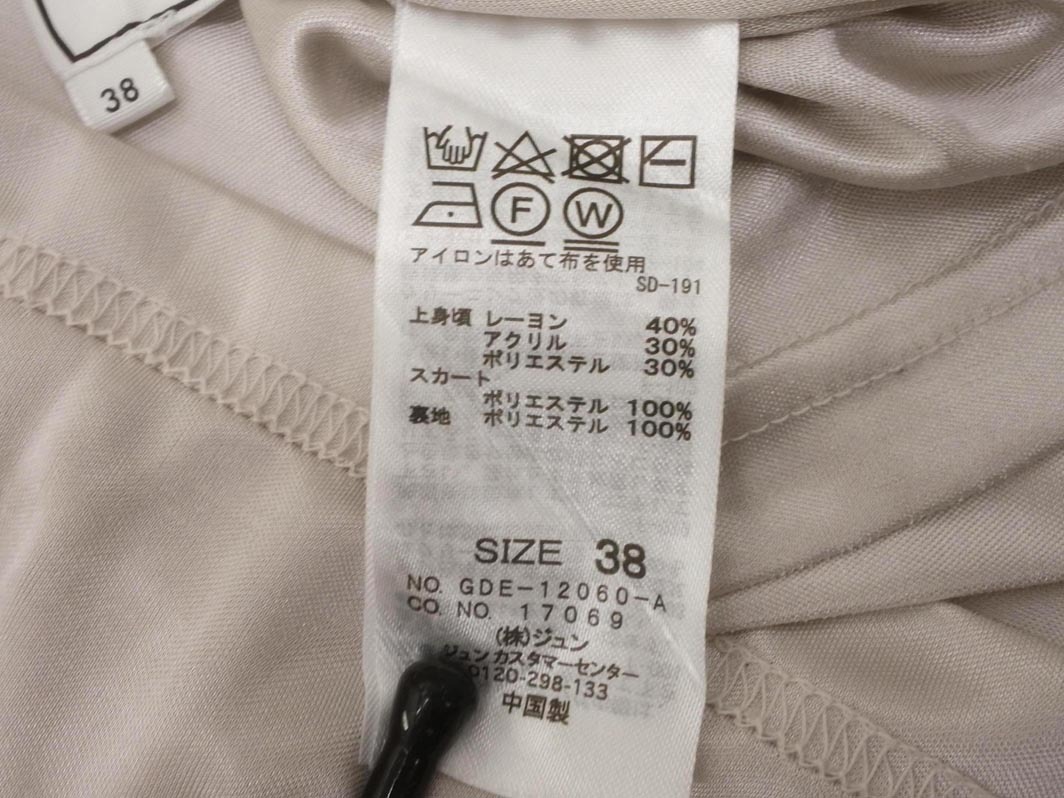 38
F W
アイロンはあて布を使用
SD-191
上身頃 レーヨン 40%
アクリル 30%
ポリエステル 30%
スカート
ポリエステル 100%
裏地 ポリエステル 100%
SIZE 38
NO. GDE-12060-A
CO. NO. 17069
(株)ジュン
ジュンカスタマーセンター
0120-298-133
中国製